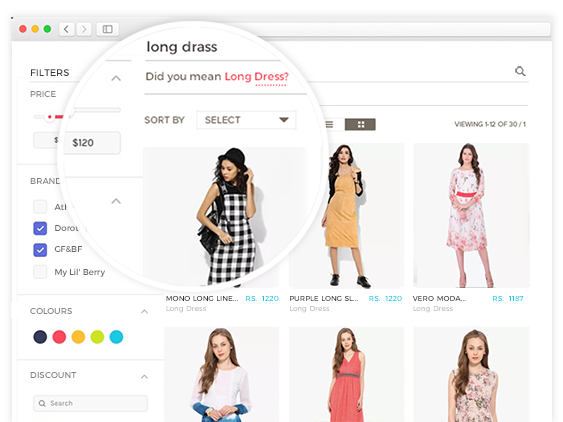 long drass
Did you mean Long Dress?
FILTERS
PRICE
$120
SORT BY
SELECT
VIEWING 1-12 OF 30 / 1
BRAND
GF&BF
My Lil' Berry
COLOURS
DISCOUNT
Search
MONO LONG LINE... RS. 1220
Long Dress
PURPLE LONG SL... RS. 1220
Long Dress
VERO MODA... RS. 1187
Long Dress